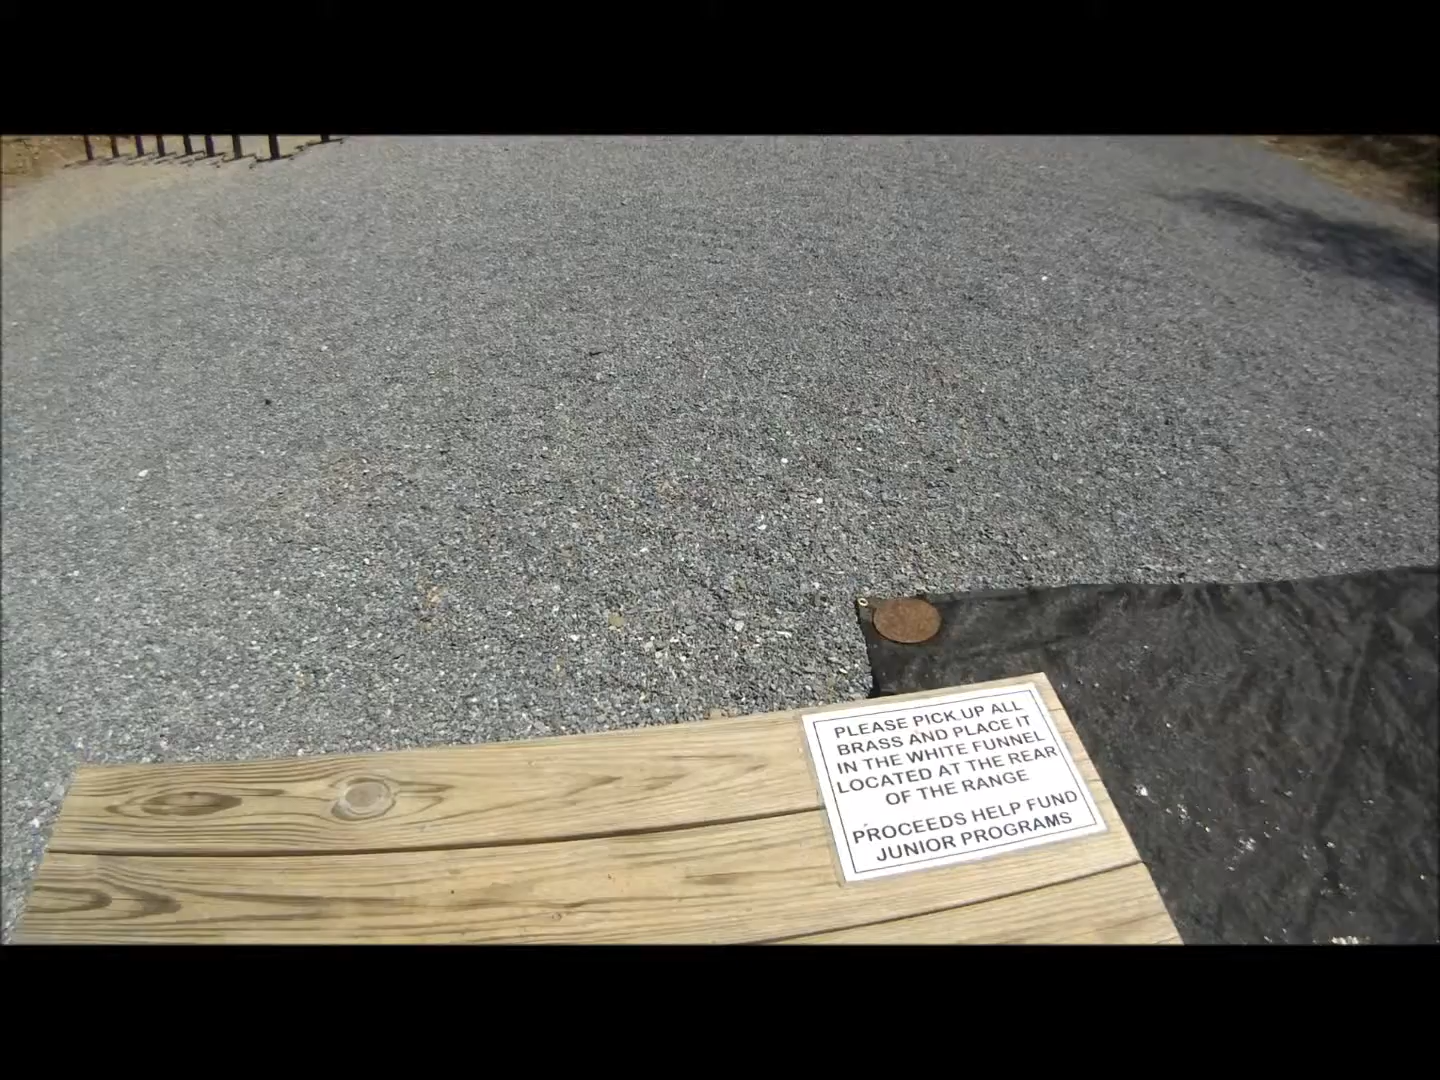 PLEASE PICK UP ALL
BRASS AND PLACE IT
IN THE WHITE FUNNEL
LOCATED AT THE REAR
OF THE RANGE
PROCEEDS HELP FUND
JUNIOR PROGRAMS